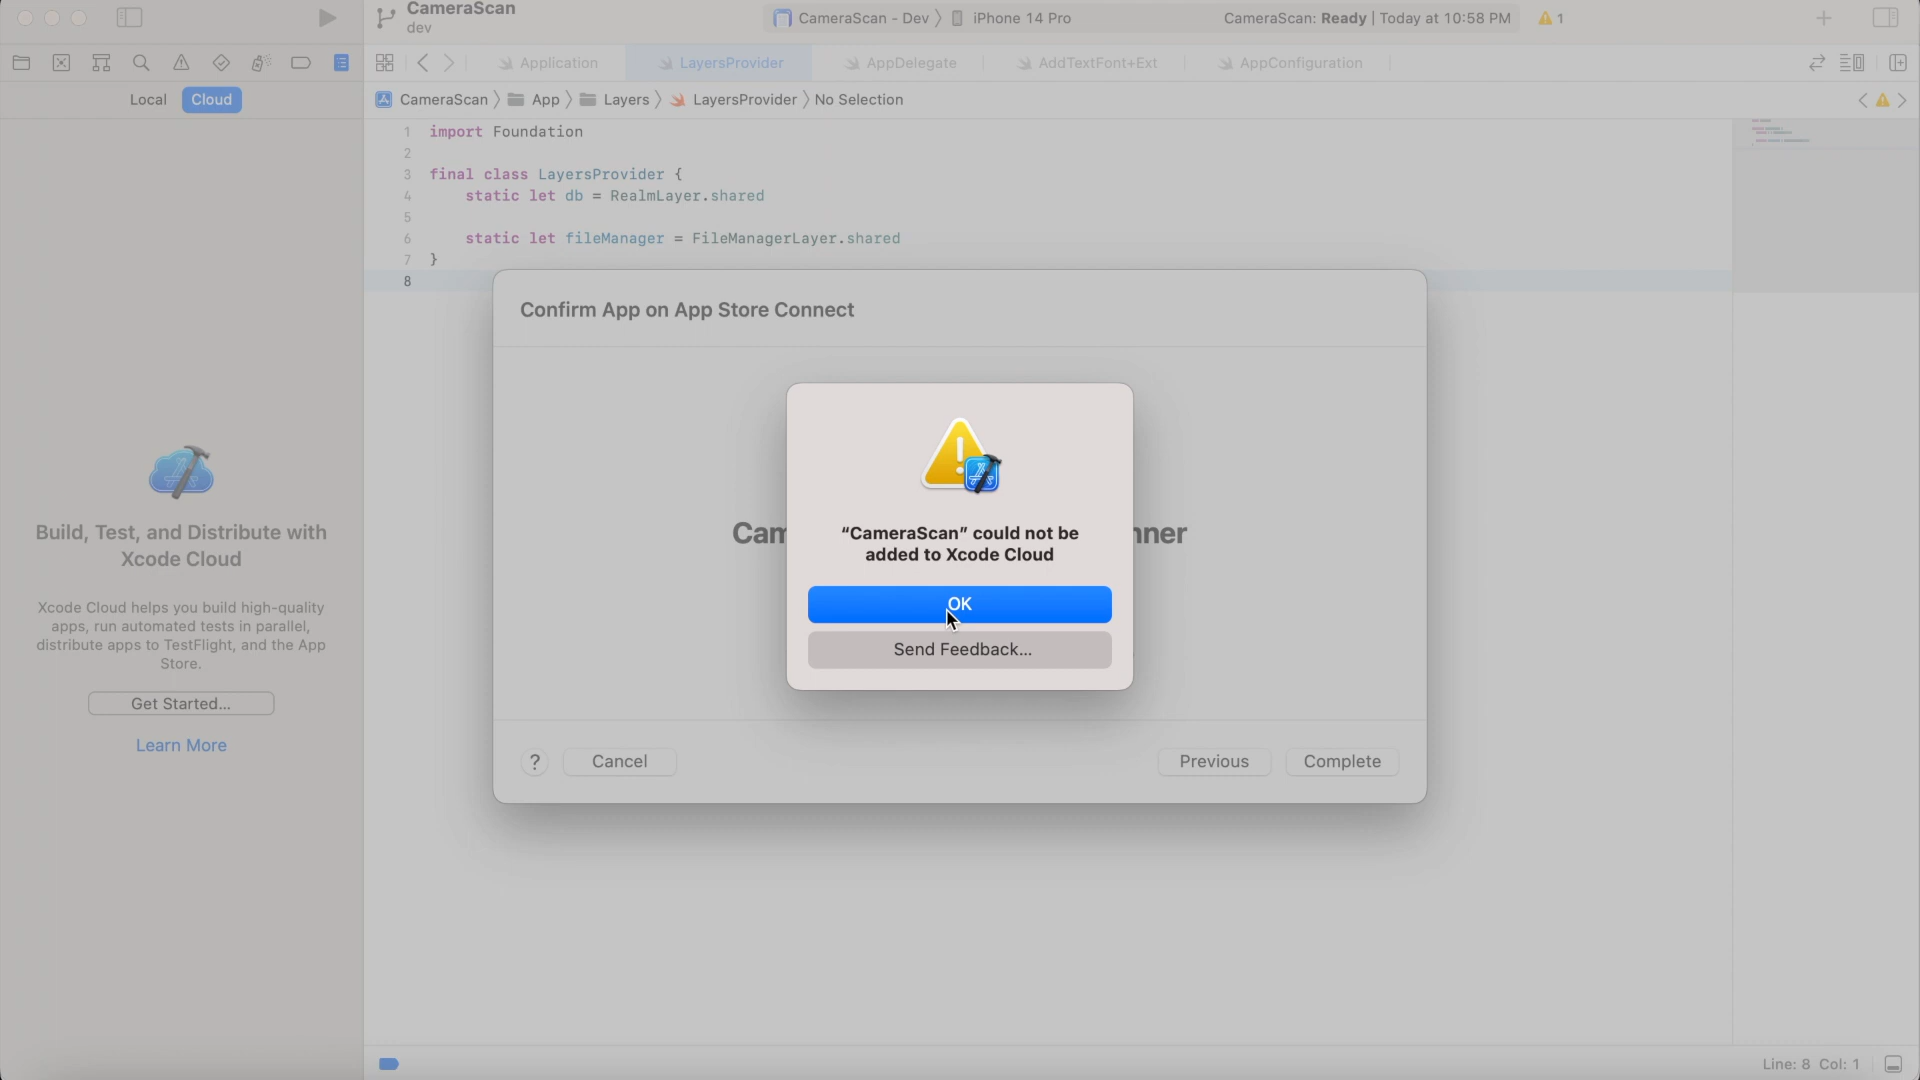 CameraScan
dev
CameraScan - Dev
iPhone 14 Pro
CameraScan: Ready | Today at 10:58 PM
1
Application
LayersProvider
AppDelegate
AddTextFont+Ext
AppConfiguration
Local
Cloud
CameraScan
App
Layers
LayersProvider
No Selection
1 import Foundation
2
3 final class LayersProvider {
4 static let db = RealmLayer.shared
5
6 static let fileManager = FileManagerLayer.shared
7 }
8
Confirm App on App Store Connect
“CameraScan” could not be
added to Xcode Cloud
OK
Send Feedback...
?
Cancel
Previous
Complete
Build, Test, and Distribute with
Xcode Cloud
Xcode Cloud helps you build high-quality
apps, run automated tests in parallel,
distribute apps to TestFlight, and the App
Store.
Get Started...
Learn More
Line: 8 Col: 1